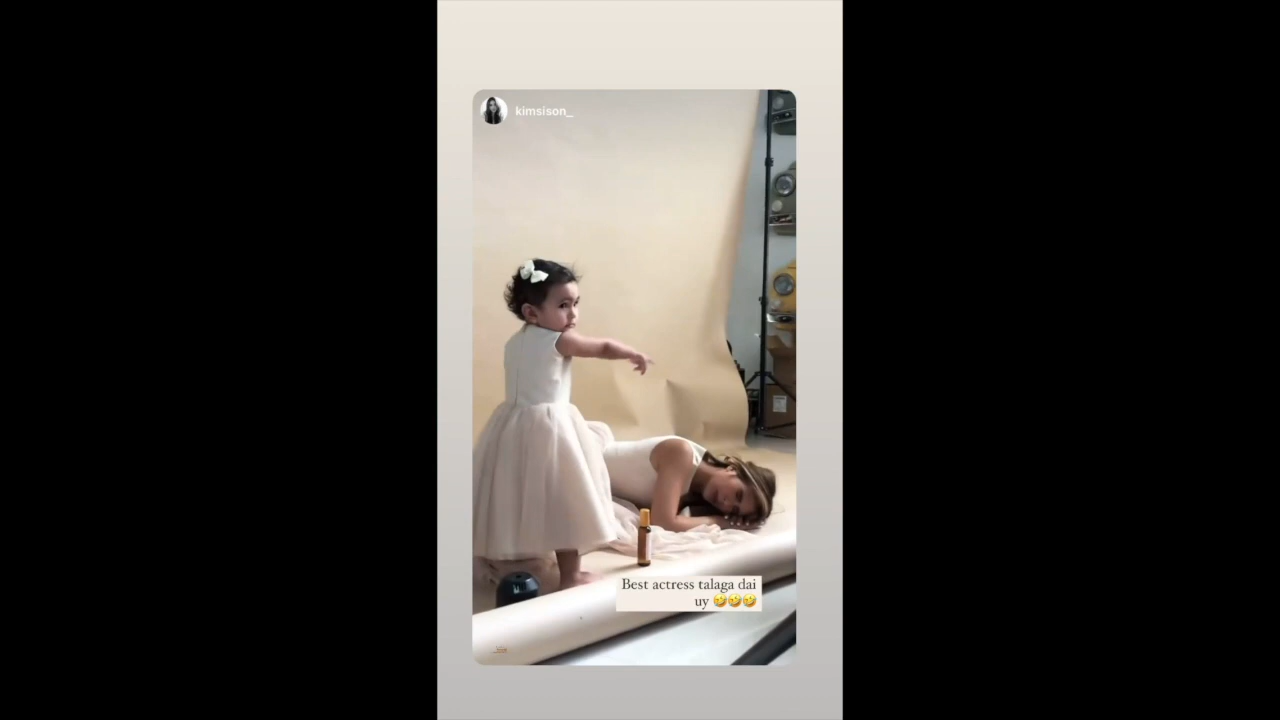 kimsison_
Best actress talaga dai
uy 🤣🤣🤣